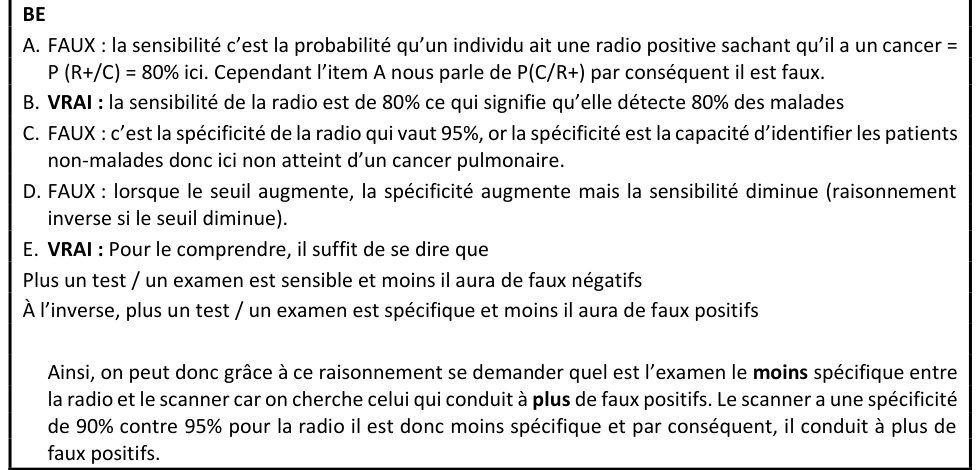 BE
A. FAUX : la sensibilité c’est la probabilité qu’un individu ait une radio positive sachant qu’il a un cancer =
P (R+/C) = 80% ici. Cependant l’item A nous parle de P(C/R+) par conséquent il est faux.
B. VRAI : la sensibilité de la radio est de 80% ce qui signifie qu’elle détecte 80% des malades
C. FAUX : c’est la spécificité de la radio qui vaut 95%, or la spécificité est la capacité d’identifier les patients
non-malades donc ici non atteint d’un cancer pulmonaire.
D. FAUX : lorsque le seuil augmente, la spécificité augmente mais la sensibilité diminue (raisonnement
inverse si le seuil diminue).
E. VRAI : Pour le comprendre, il suffit de se dire que
Plus un test / un examen est sensible et moins il aura de faux négatifs
À l’inverse, plus un test / un examen est spécifique et moins il aura de faux positifs
Ainsi, on peut donc grâce à ce raisonnement se demander quel est l’examen le moins spécifique entre
la radio et le scanner car on cherche celui qui conduit à plus de faux positifs. Le scanner a une spécificité
de 90% contre 95% pour la radio il est donc moins spécifique et par conséquent, il conduit à plus de
faux positifs.